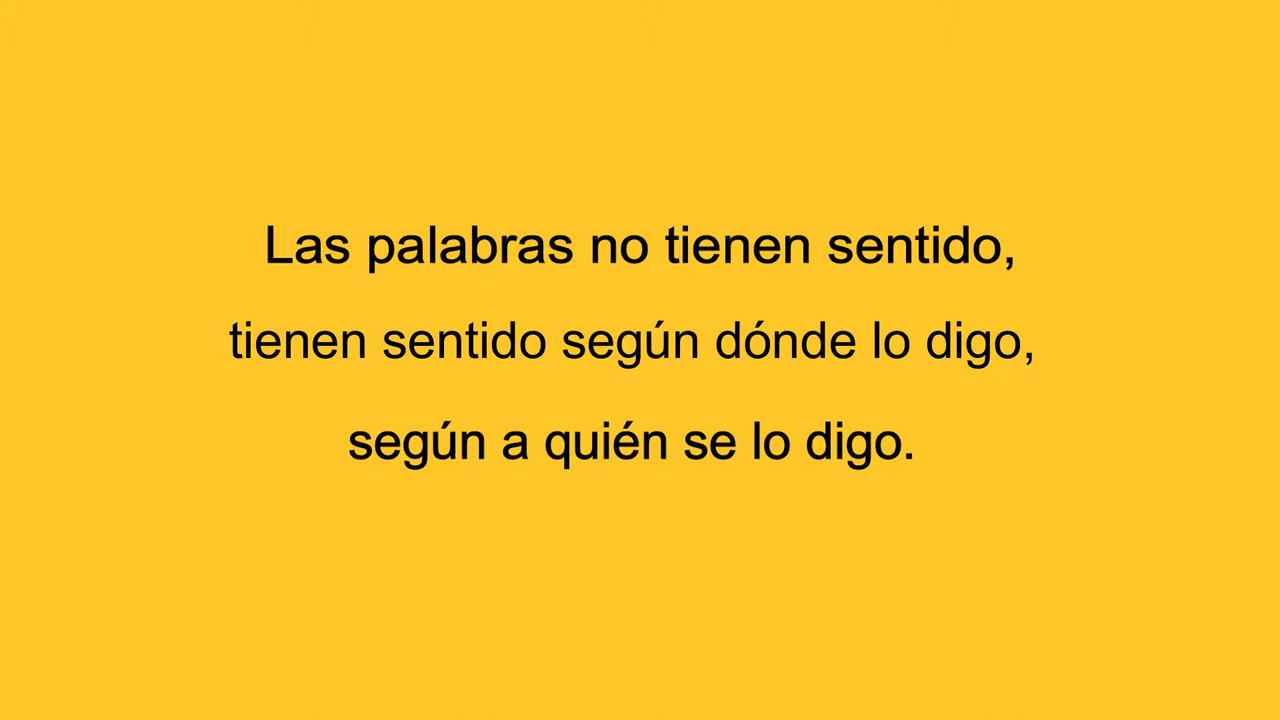 Las palabras no tienen sentido,
tienen sentido según dónde lo digo,
según a quién se lo digo.